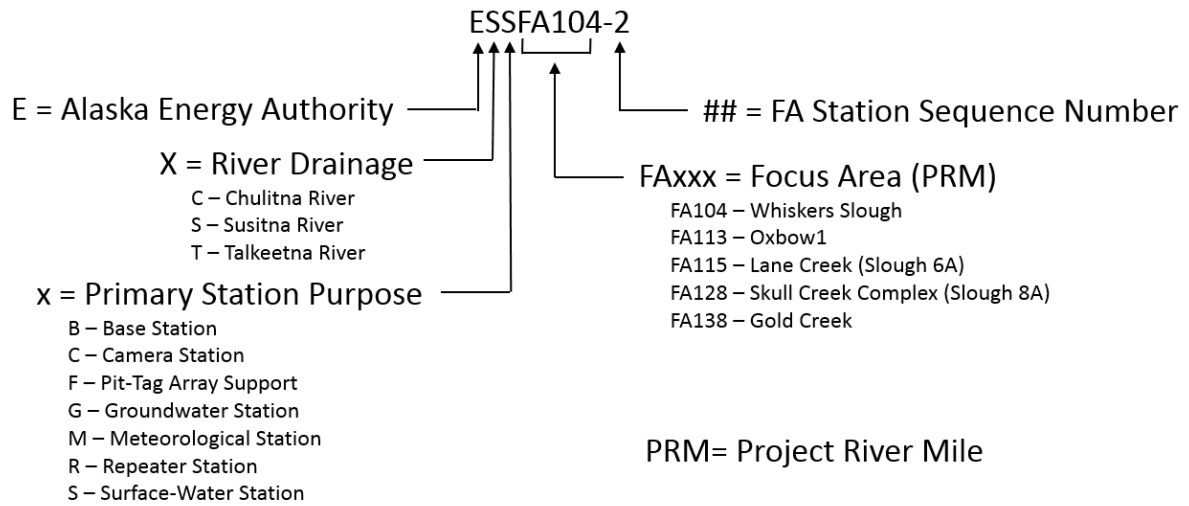 ESSFA104-2
E = Alaska Energy Authority
X = River Drainage
C – Chulitna River
S – Susitna River
T – Talkeetna River
x = Primary Station Purpose
B – Base Station
C – Camera Station
F – Pit-Tag Array Support
G – Groundwater Station
M – Meteorological Station
R – Repeater Station
S – Surface-Water Station
## = FA Station Sequence Number
FAxxx = Focus Area (PRM)
FA104 – Whiskers Slough
FA113 – Oxbow1
FA115 – Lane Creek (Slough 6A)
FA128 – Skull Creek Complex (Slough 8A)
FA138 – Gold Creek
PRM= Project River Mile